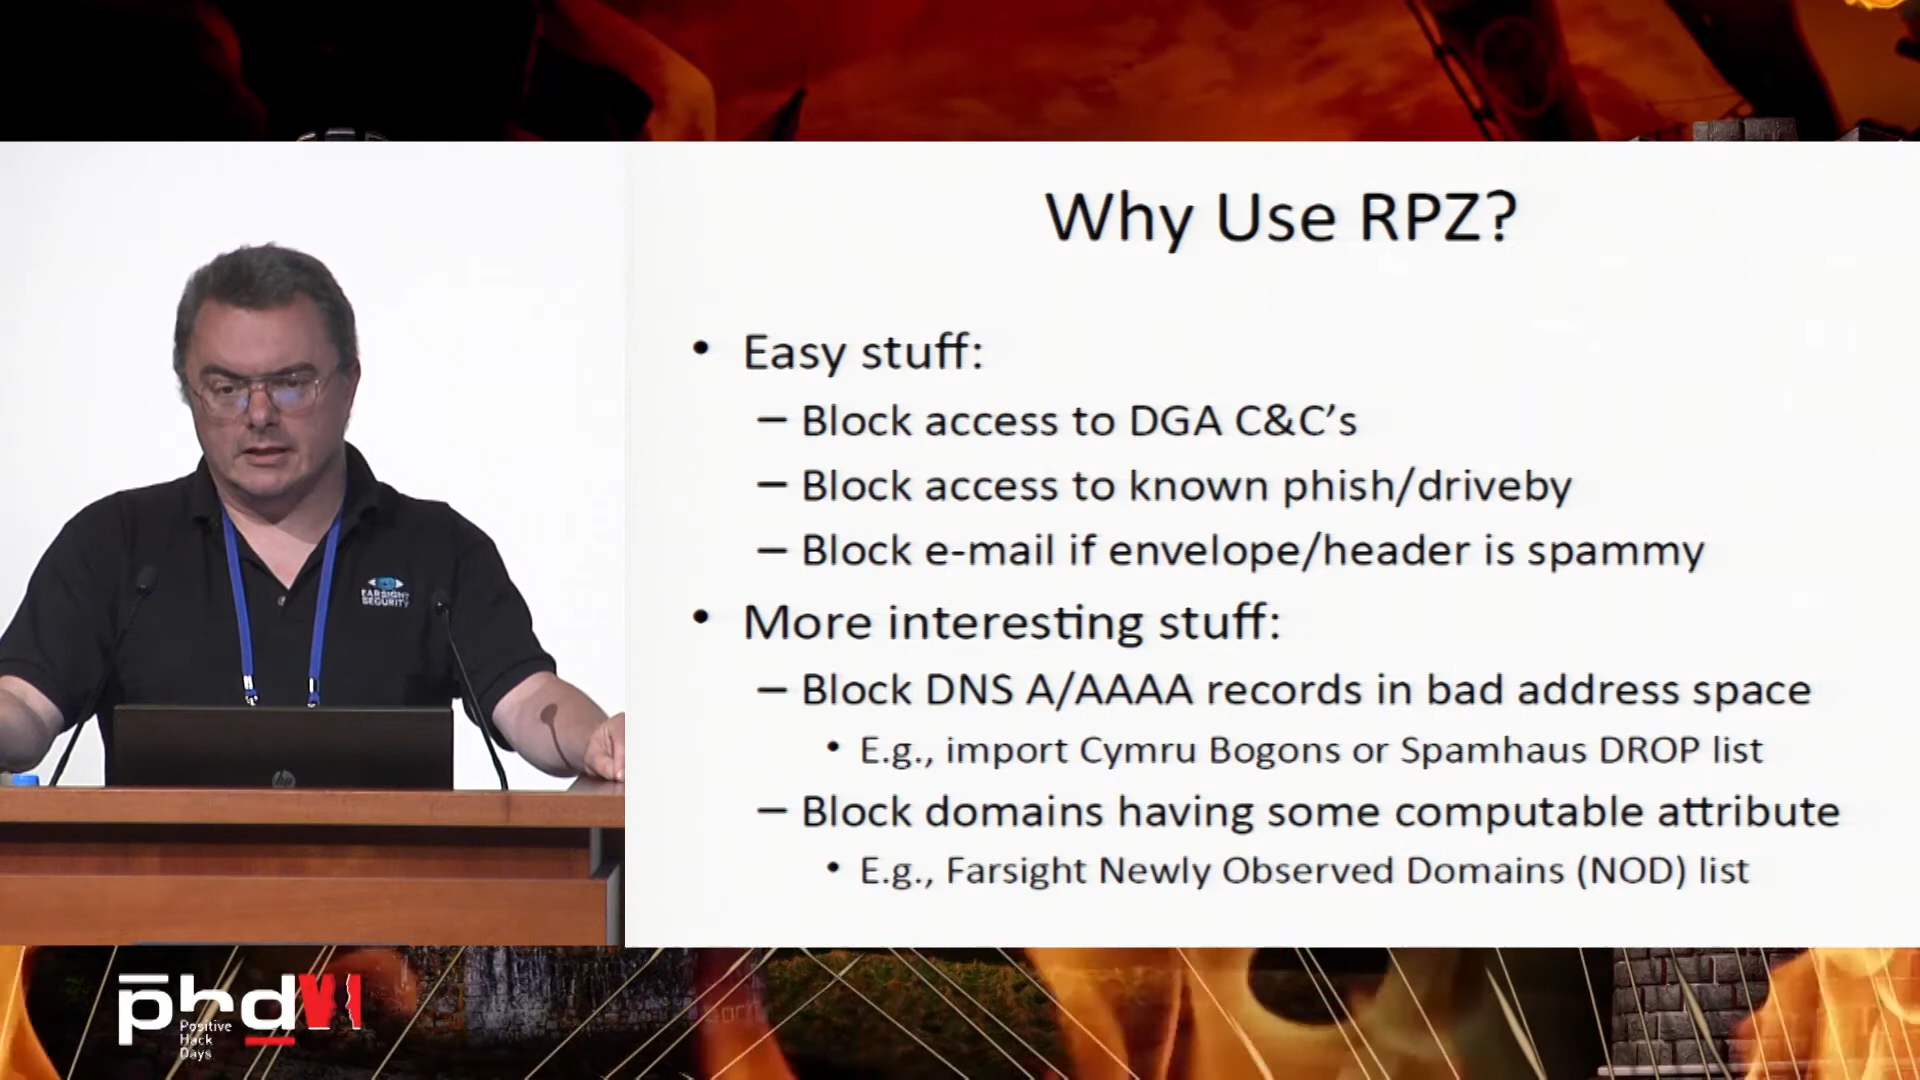 Why Use RPZ?
• Easy stuff:
– Block access to DGA C&C's
– Block access to known phish/driveby
– Block e-mail if envelope/header is spammy
• More interesting stuff:
– Block DNS A/AAAA records in bad address space
• E.g., import Cymru Bogons or Spamhaus DROP list
– Block domains having some computable attribute
• E.g., Farsight Newly Observed Domains (NOD) list
FARSIGHT
SECURITY
hp
phdVI
Positive
Hack
Days